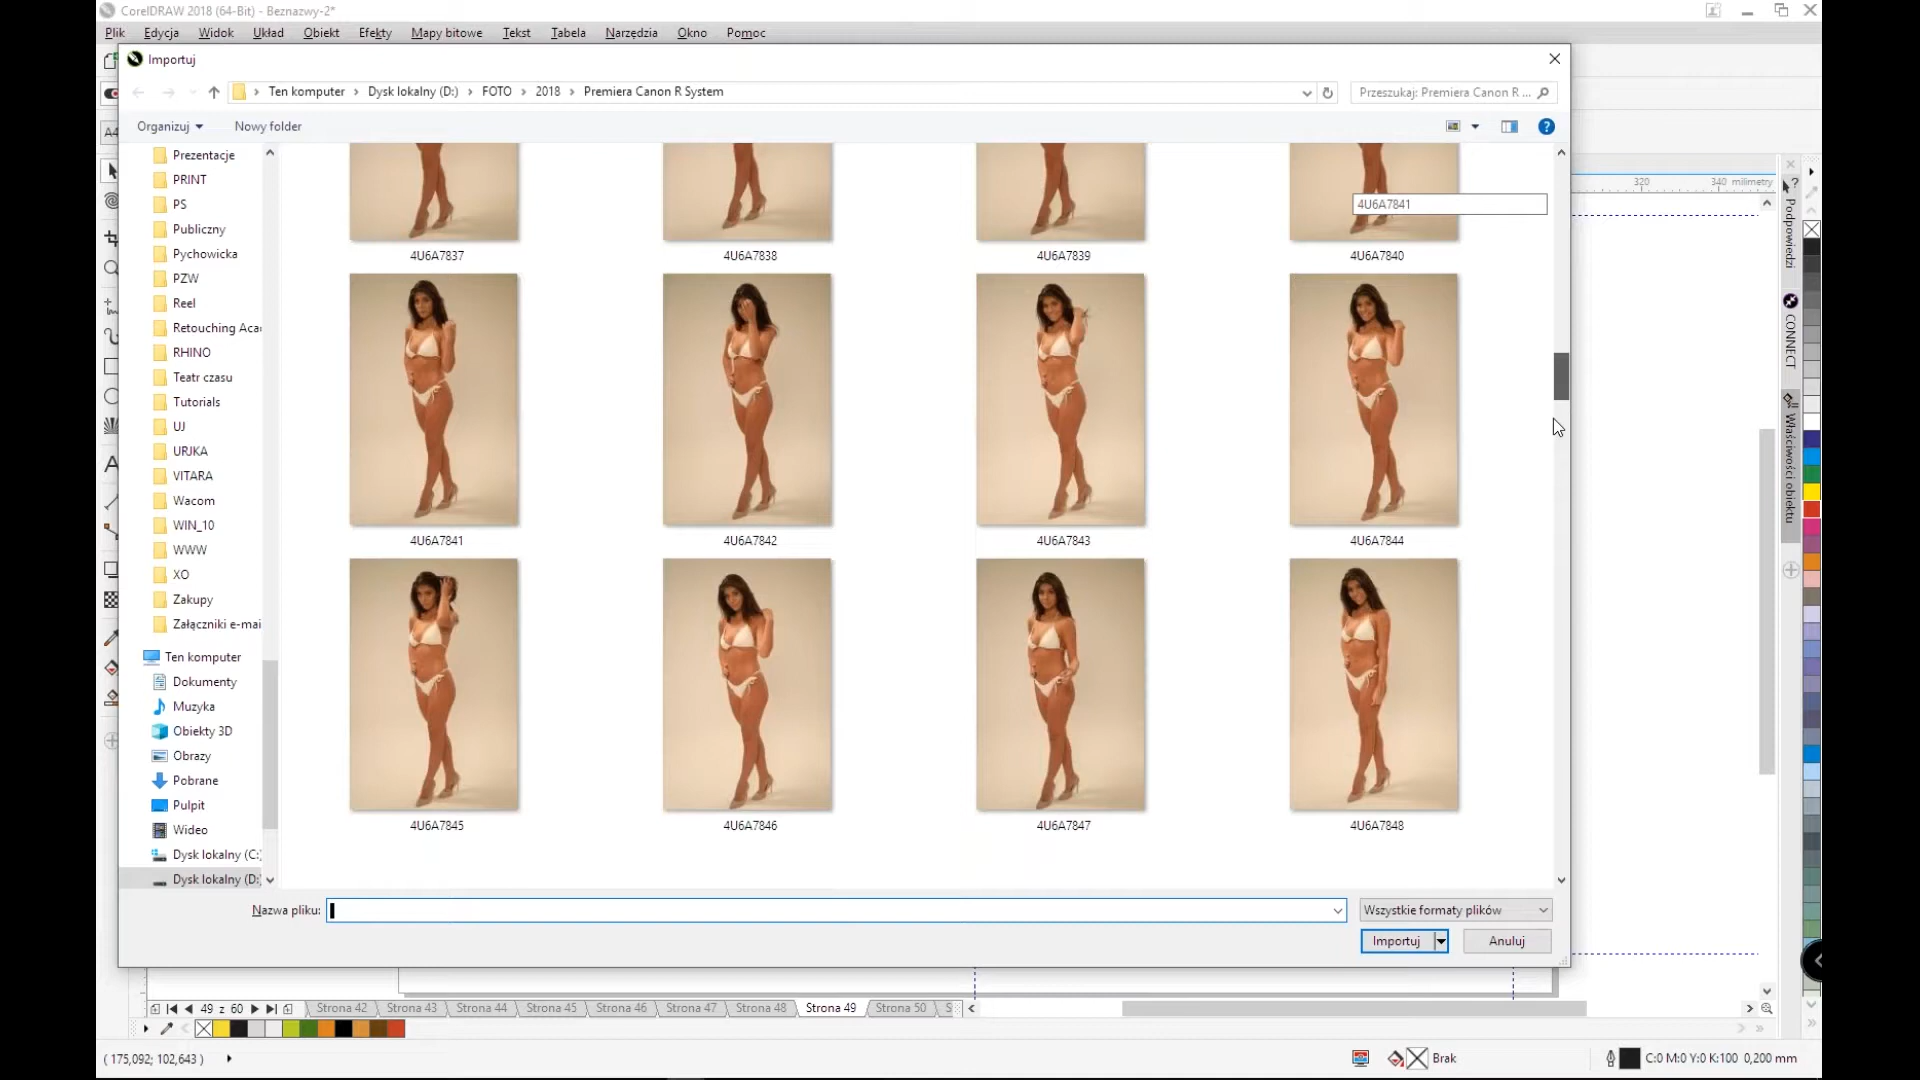 CorelDRAW 2018 (64-Bit) - Beznazwy-2*
Plik Edycja Widok Układ Obiekt Efekty Mapy bitowe Tekst Tabela Narzędzia Okno Pomoc
Importuj
Ten komputer > Dysk lokalny (D:) > FOTO > 2018 > Premiera Canon R System
Przeszukaj: Premiera Canon R ...
Organizuj
Nowy folder
A4
Prezentacje
PRINT
PS
Publiczny
Pychowicka
PZW
Reel
Retouching Aca
RHINO
Teatr czasu
Tutorials
UJ
URJKA
VITARA
Wacom
WIN_10
WWW
XO
Zakupy
Załączniki e-mai
Ten komputer
Dokumenty
Muzyka
Obiekty 3D
Obrazy
Pobrane
Pulpit
Wideo
Dysk lokalny (C:
Dysk lokalny (D:
4U6A7841
4U6A7837 4U6A7838 4U6A7839 4U6A7840
4U6A7841 4U6A7842 4U6A7843 4U6A7844
4U6A7845 4U6A7846 4U6A7847 4U6A7848
320 340 milimetry
Podpowiedzi
CONNECT
Właściwości obiektu
Nazwa pliku:
Wszystkie formaty plików
Importuj
Anuluj
49 z 60
Strona 42 Strona 43 Strona 44 Strona 45 Strona 46 Strona 47 Strona 48 Strona 49 Strona 50 S
( 175,092; 102,643 )
Brak
C:0 M:0 Y:0 K:100 0,200 mm